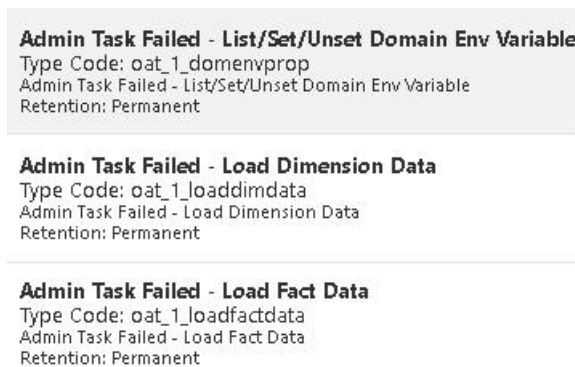 Admin Task Failed - List/Set/Unset Domain Env Variable
Type Code: oat_1_domenvprop
Admin Task Failed - List/Set/Unset Domain Env Variable
Retention: Permanent
Admin Task Failed - Load Dimension Data
Type Code: oat_1_loaddimdata
Admin Task Failed - Load Dimension Data
Retention: Permanent
Admin Task Failed - Load Fact Data
Type Code: oat_1_loadfactdata
Admin Task Failed - Load Fact Data
Retention: Permanent